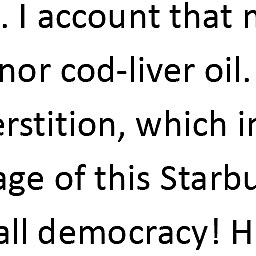 . I account that
nor cod-liver oil.
erstition, which in
age of this Starbu
all democracy! H